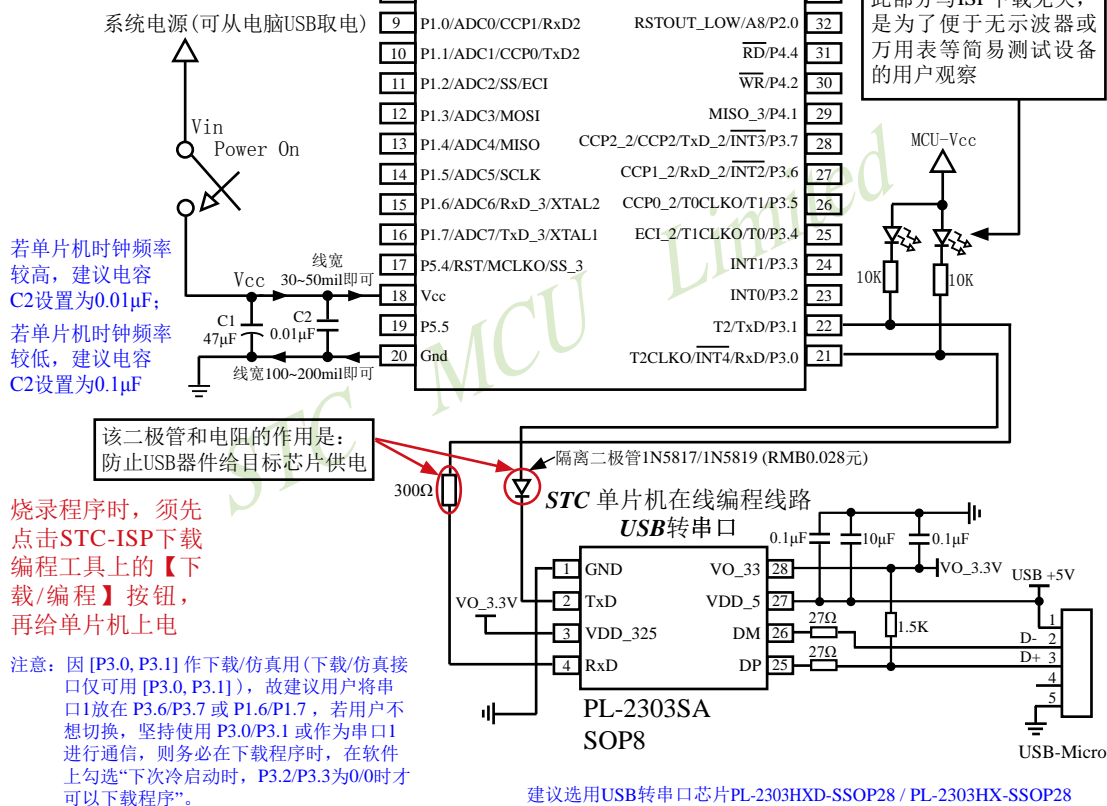 此部分与ISP下载无关,
是为了便于无示波器或
万用表等简易测试设备
的用户观察
系统电源(可从电脑USB取电)
Vin
Power On
9 P1.0/ADC0/CCP1/RxD2
10 P1.1/ADC1/CCP0/TxD2
11 P1.2/ADC2/SS/ECI
12 P1.3/ADC3/MOSI
13 P1.4/ADC4/MISO
14 P1.5/ADC5/SCLK
15 P1.6/ADC6/RxD_3/XTAL2
16 P1.7/ADC7/TxD_3/XTAL1
17 P5.4/RST/MCLKO/SS_3
18 Vcc
19 P5.5
20 Gnd
RSTOUT_LOW/A8/P2.0 32
RD/P4.4 31
WR/P4.2 30
MISO_3/P4.1 29
CCP2_2/CCP2/TxD_2/INT3/P3.7 28
CCP1_2/RxD_2/INT2/P3.6 27
CCP0_2/T0CLKO/T1/P3.5 26
ECI_2/T1CLKO/T0/P3.4 25
INT1/P3.3 24
INT0/P3.2 23
T2/TxD/P3.1 22
T2CLKO/INT4/RxD/P3.0 21
MCU-Vcc
10K
10K
若单片机时钟频率
较高，建议电容
C2设置为0.01μF;
若单片机时钟频率
较低，建议电容
C2设置为0.1μF
Vcc
线宽
30~50mil即可
C1
47μF
C2
0.01μF
线宽100~200mil即可
STC MCU Limited
该二极管和电阻的作用是:
防止USB器件给目标芯片供电
300Ω
隔离二极管1N5817/1N5819 (RMB0.028元)
STC 单片机在线编程线路
USB转串口
烧录程序时，须先
点击STC-ISP下载
编程工具上的【下
载/编程】按钮，
再给单片机上电
VO_3.3V
1 GND
2 TxD
3 VDD_325
4 RxD
VO_33 28
VDD_5 27
DM 26
DP 25
0.1μF
10μF
0.1μF
VO_3.3V
27Ω
27Ω
1.5K
USB +5V
1
D- 2
D+ 3
4
5
USB-Micro
PL-2303SA
SOP8
注意：因 [P3.0, P3.1] 作下载/仿真用(下载/仿真接
口仅可用 [P3.0, P3.1] )，故建议用户将串
口1放在 P3.6/P3.7 或 P1.6/P1.7 ，若用户不
想切换，坚持使用 P3.0/P3.1 或作为串口1
进行通信，则务必在下载程序时，在软件
上勾选“下次冷启动时，P3.2/P3.3为0/0时才
可以下载程序”。
建议选用USB转串口芯片PL-2303HXD-SSOP28 / PL-2303HX-SSOP28